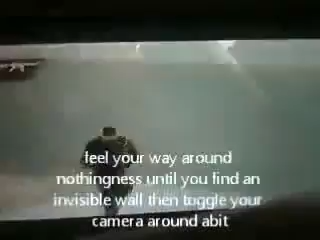 feel your way around
nothingness until you find an
invisible wall then toggle your
camera around abit